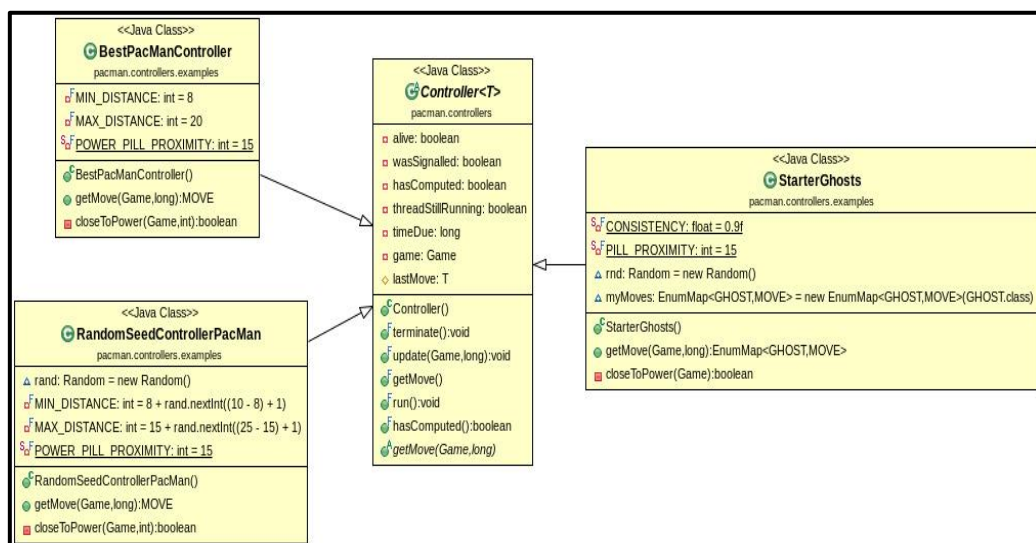 <<Java Class>>
BestPacManController
pacman.controllers.examples
MIN_DISTANCE: int = 8
MAX_DISTANCE: int = 20
POWER_PILL_PROXIMITY: int = 15
BestPacManController()
getMove(Game,long):MOVE
closeToPower(Game,int):boolean
<<Java Class>>
RandomSeedControllerPacMan
pacman.controllers.examples
rand: Random = new Random()
MIN_DISTANCE: int = 8 + rand.nextInt((10 - 8) + 1)
MAX_DISTANCE: int = 15 + rand.nextInt((25 - 15) + 1)
POWER_PILL_PROXIMITY: int = 15
RandomSeedControllerPacMan()
getMove(Game,long):MOVE
closeToPower(Game,int):boolean
<<Java Class>>
Controller<T>
pacman.controllers
alive: boolean
wasSignalled: boolean
hasComputed: boolean
threadStillRunning: boolean
timeDue: long
game: Game
lastMove: T
Controller()
terminate():void
update(Game,long):void
getMove()
run():void
hasComputed():boolean
getMove(Game,long)
<<Java Class>>
StarterGhosts
pacman.controllers.examples
CONSISTENCY: float = 0.9f
PILL_PROXIMITY: int = 15
rnd: Random = new Random()
myMoves: EnumMap<GHOST,MOVE> = new EnumMap<GHOST,MOVE>(GHOST.class)
StarterGhosts()
getMove(Game,long):EnumMap<GHOST,MOVE>
closeToPower(Game):boolean